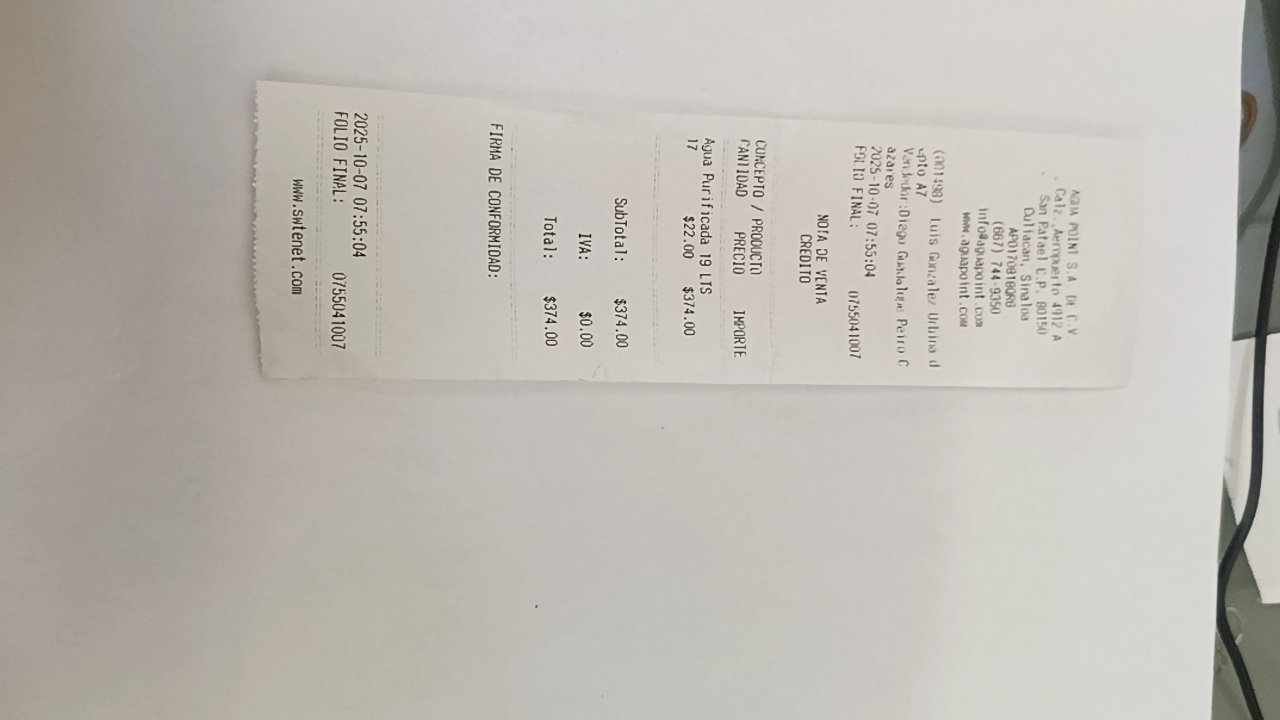 AGUA POINT S.A. DE C.V.
Calz. Aeropuerto 4912 A
San Rafael C.P. 80150
Culiacan, Sinaloa
(667) 744-9350
info@aguapoint.com
www.aguapoint.com
(001498) Luis Gonzalez Urbina d
epto A7
Vendedor:Diego Guadalupe Peiro C
azares
2025-10-07 07:55:04
FOLIO FINAL: 0755041007
NOTA DE VENTA
CREDITO
CONCEPTO / PRODUCTO
CANTIDAD PRECIO IMPORTE
Agua Purificada 19 LTS
17 $22.00 $374.00
SubTotal: $374.00
IVA: $0.00
Total: $374.00
FIRMA DE CONFORMIDAD:
2025-10-07 07:55:04
FOLIO FINAL: 0755041007
www.swtenet.com